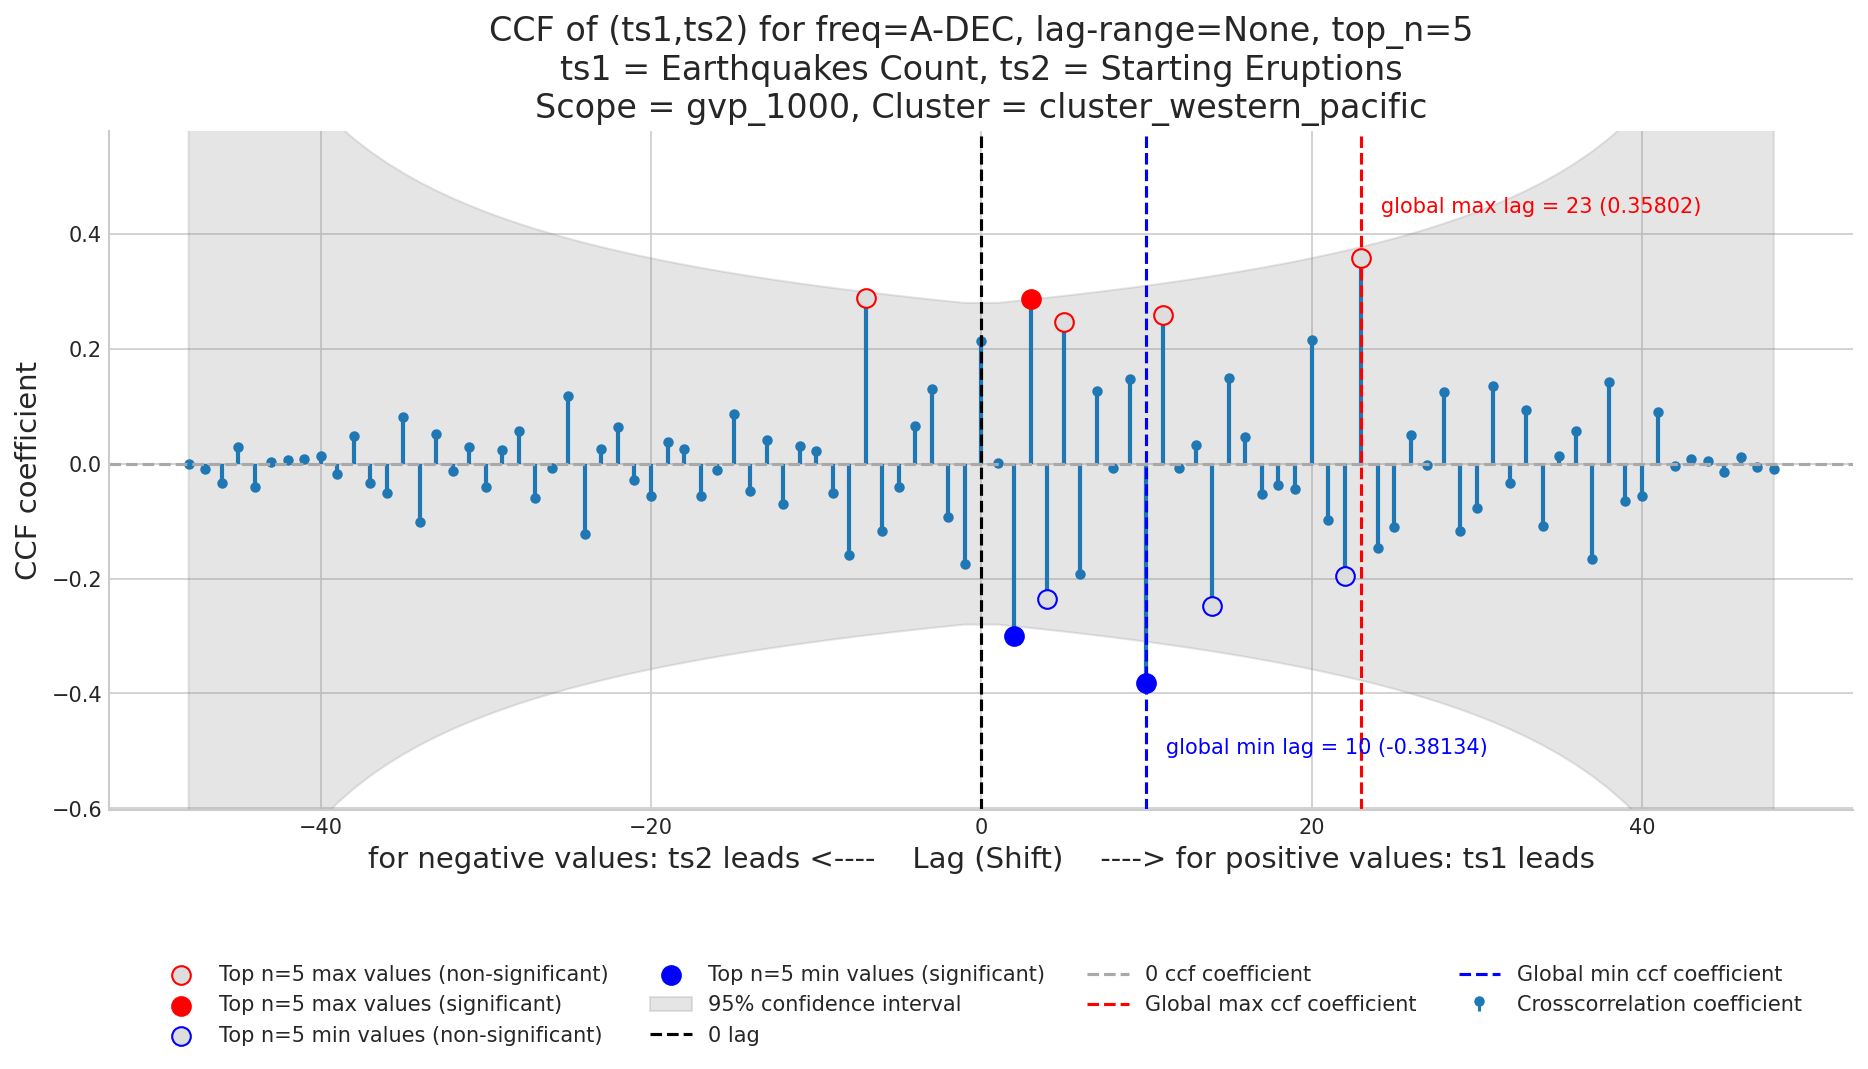 CCF of (ts1,ts2) for freq=A-DEC, lag-range=None, top_n=5
ts1 = Earthquakes Count, ts2 = Starting Eruptions
Scope = gvp_1000, Cluster = cluster_western_pacific
global max lag = 23 (0.35802)
0.4
0.2
0.0
−0.2
−0.4
−0.6
CCF coefficient
global min lag = 10 (-0.38134)
−40
−20
0
20
40
for negative values: ts2 leads <----    Lag (Shift)    ----> for positive values: ts1 leads
Top n=5 max values (non-significant)
Top n=5 max values (significant)
Top n=5 min values (non-significant)
Top n=5 min values (significant)
95% confidence interval
0 lag
0 ccf coefficient
Global max ccf coefficient
Global min ccf coefficient
Crosscorrelation coefficient